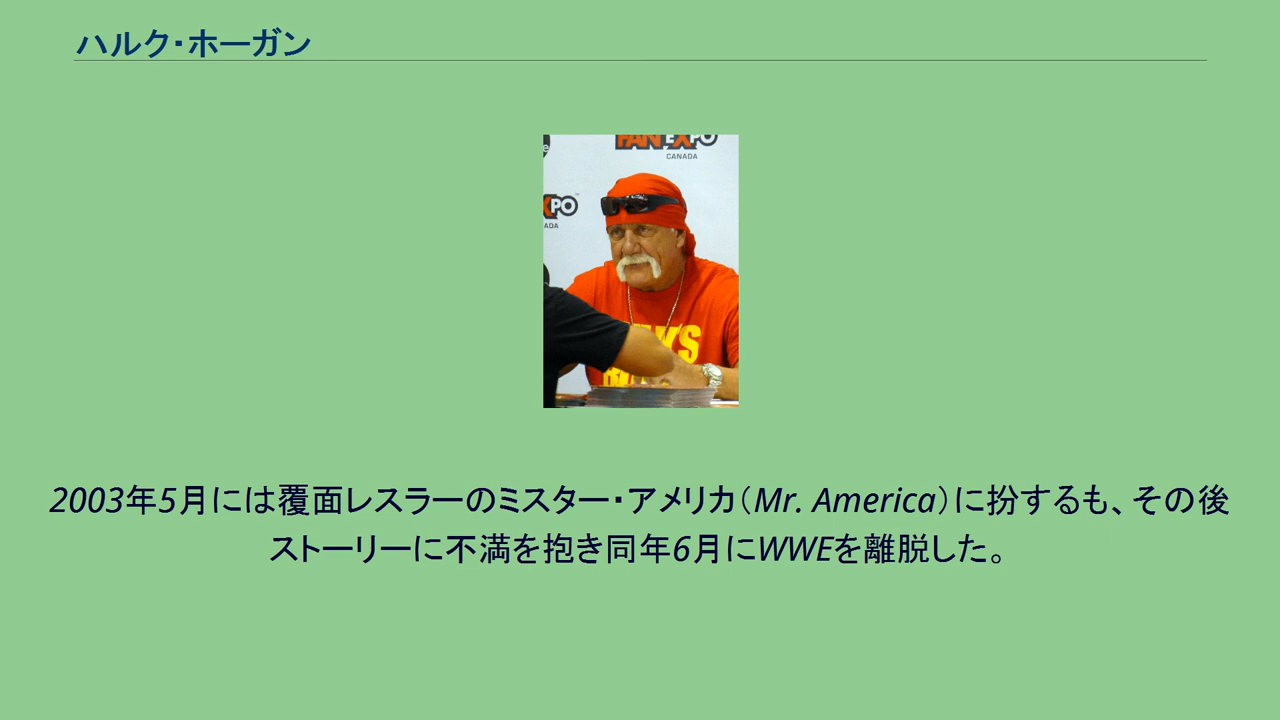 ハルク・ホーガン
FAN EXPO
CANADA
XPO
ADA
2003年5月には覆面レスラーのミスター・アメリカ（Mr. America）に扮するも、その後
ストーリーに不満を抱き同年6月にWWEを離脱した。